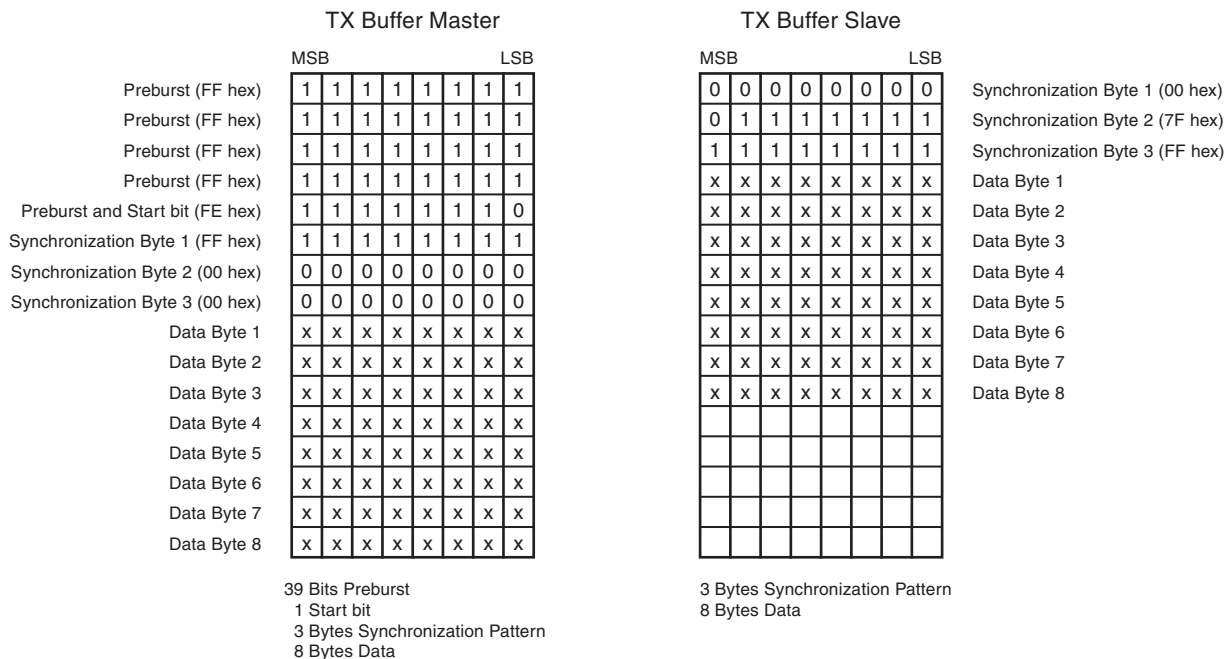 TX Buffer Master
MSB LSB
Preburst (FF hex) 1 1 1 1 1 1 1 1
Preburst (FF hex) 1 1 1 1 1 1 1 1
Preburst (FF hex) 1 1 1 1 1 1 1 1
Preburst (FF hex) 1 1 1 1 1 1 1 1
Preburst and Start bit (FE hex) 1 1 1 1 1 1 1 0
Synchronization Byte 1 (FF hex) 1 1 1 1 1 1 1 1
Synchronization Byte 2 (00 hex) 0 0 0 0 0 0 0 0
Synchronization Byte 3 (00 hex) 0 0 0 0 0 0 0 0
Data Byte 1 x x x x x x x x
Data Byte 2 x x x x x x x x
Data Byte 3 x x x x x x x x
Data Byte 4 x x x x x x x x
Data Byte 5 x x x x x x x x
Data Byte 6 x x x x x x x x
Data Byte 7 x x x x x x x x
Data Byte 8 x x x x x x x x
39 Bits Preburst
1 Start bit
3 Bytes Synchronization Pattern
8 Bytes Data
TX Buffer Slave
MSB LSB
0 0 0 0 0 0 0 0 Synchronization Byte 1 (00 hex)
0 1 1 1 1 1 1 1 Synchronization Byte 2 (7F hex)
1 1 1 1 1 1 1 1 Synchronization Byte 3 (FF hex)
x x x x x x x x Data Byte 1
x x x x x x x x Data Byte 2
x x x x x x x x Data Byte 3
x x x x x x x x Data Byte 4
x x x x x x x x Data Byte 5
x x x x x x x x Data Byte 6
x x x x x x x x Data Byte 7
x x x x x x x x Data Byte 8
3 Bytes Synchronization Pattern
8 Bytes Data